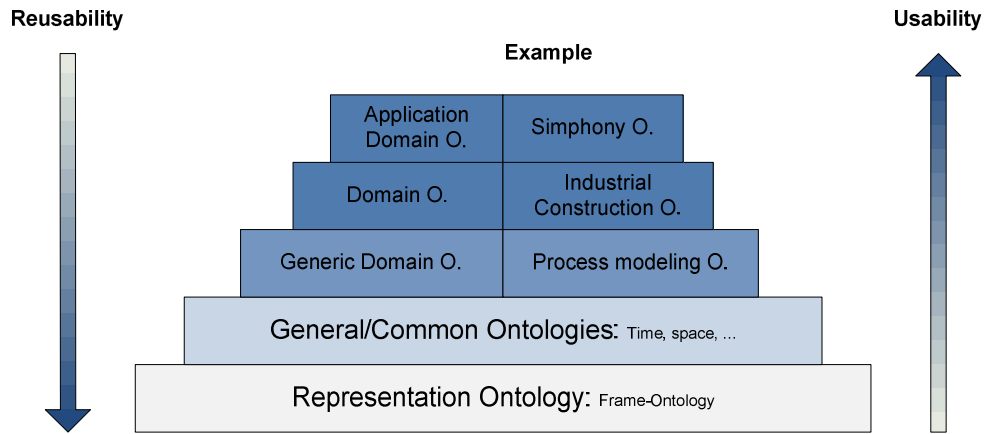 Reusability
Usability
Example
Application
Domain O.
Simphony O.
Domain O.
Industrial
Construction O.
Generic Domain O.
Process modeling O.
General/Common Ontologies: Time, space, ...
Representation Ontology: Frame-Ontology